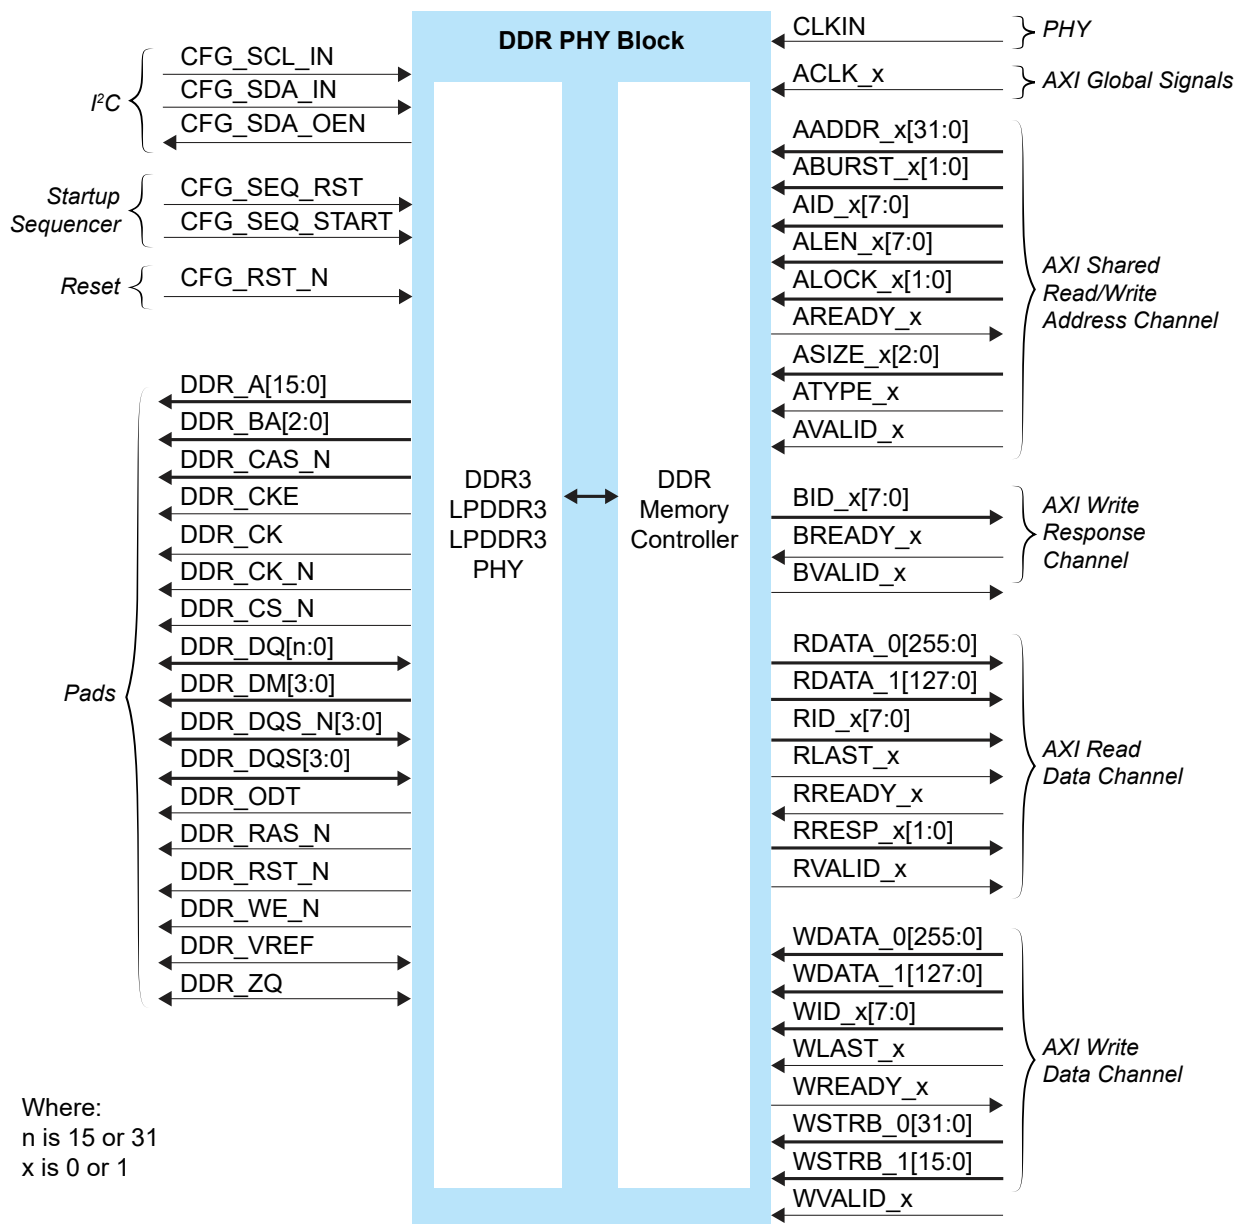 DDR PHY Block
I²C
CFG_SCL_IN
CFG_SDA_IN
CFG_SDA_OEN
Startup
Sequencer
CFG_SEQ_RST
CFG_SEQ_START
Reset
CFG_RST_N
Pads
DDR_A[15:0]
DDR_BA[2:0]
DDR_CAS_N
DDR_CKE
DDR_CK
DDR_CK_N
DDR_CS_N
DDR_DQ[n:0]
DDR_DM[3:0]
DDR_DQS_N[3:0]
DDR_DQS[3:0]
DDR_ODT
DDR_RAS_N
DDR_RST_N
DDR_WE_N
DDR_VREF
DDR_ZQ
DDR3
LPDDR3
LPDDR3
PHY
DDR
Memory
Controller
CLKIN
PHY
ACLK_x
AXI Global Signals
AADDR_x[31:0]
ABURST_x[1:0]
AID_x[7:0]
ALEN_x[7:0]
ALOCK_x[1:0]
AREADY_x
ASIZE_x[2:0]
ATYPE_x
AVALID_x
AXI Shared
Read/Write
Address Channel
BID_x[7:0]
BREADY_x
BVALID_x
AXI Write
Response
Channel
RDATA_0[255:0]
RDATA_1[127:0]
RID_x[7:0]
RLAST_x
RREADY_x
RRESP_x[1:0]
RVALID_x
AXI Read
Data Channel
WDATA_0[255:0]
WDATA_1[127:0]
WID_x[7:0]
WLAST_x
WREADY_x
WSTRB_0[31:0]
WSTRB_1[15:0]
WVALID_x
AXI Write
Data Channel
Where:
n is 15 or 31
x is 0 or 1